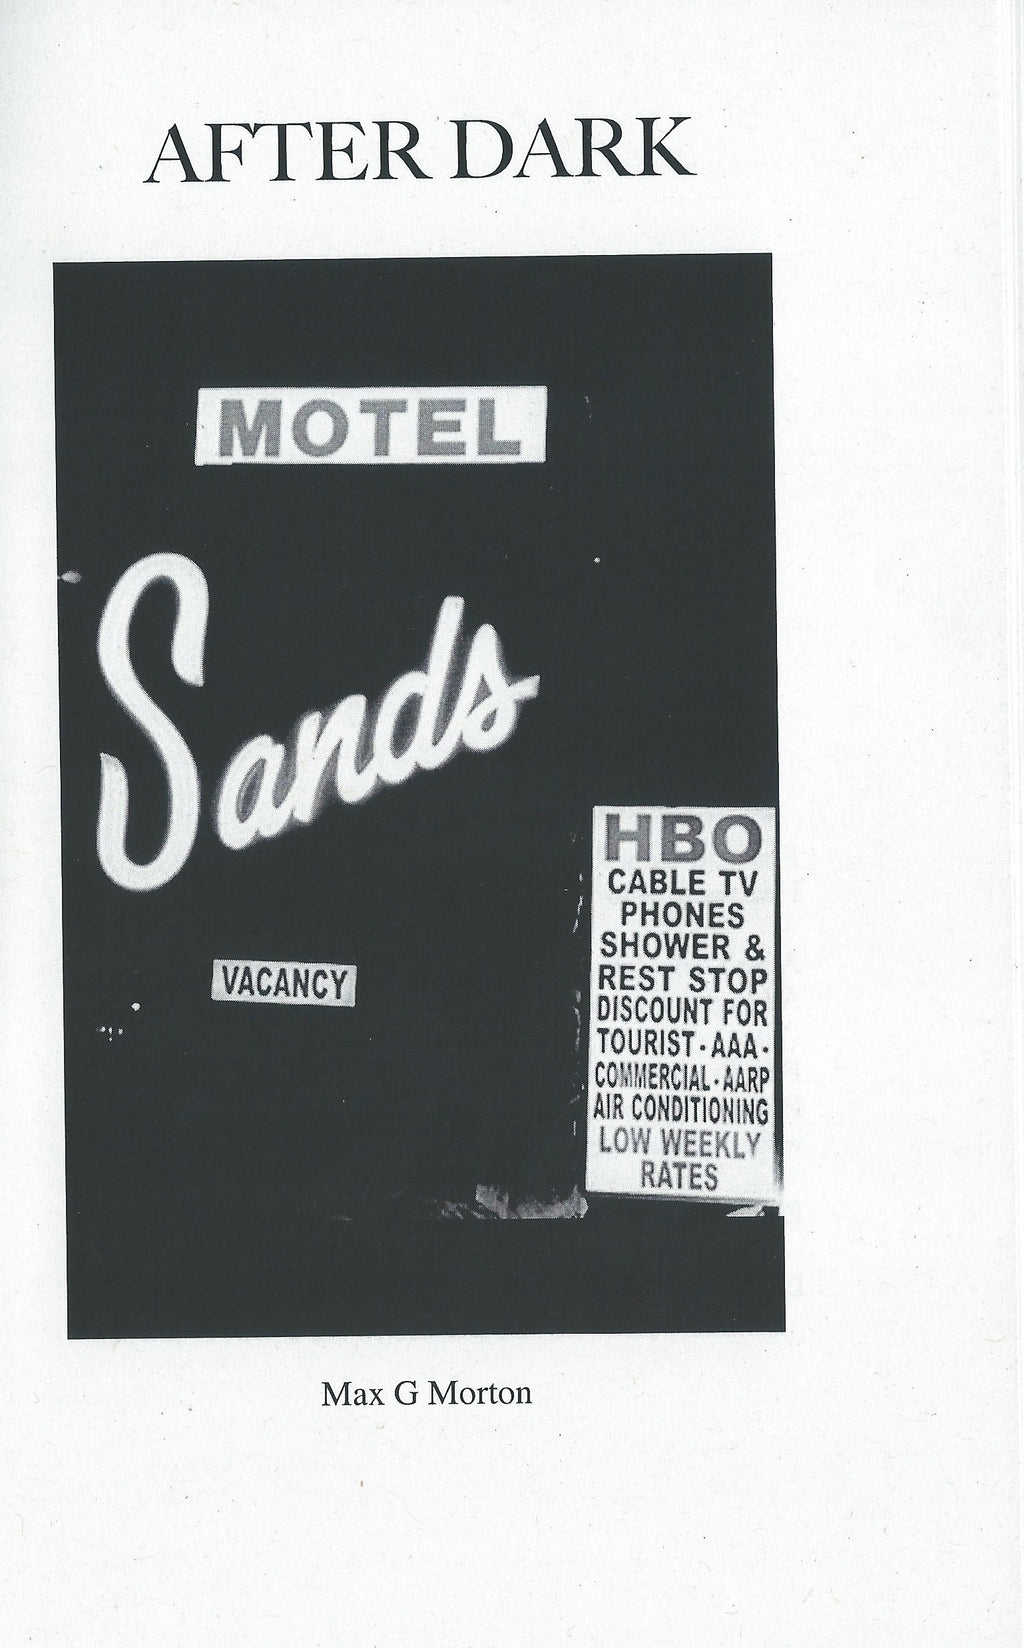 AFTER DARK
MOTEL
Sands
VACANCY
HBO
CABLE TV
PHONES
SHOWER &
REST STOP
DISCOUNT FOR
TOURIST·AAA·
COMMERCIAL·AARP
AIR CONDITIONING
LOW WEEKLY
RATES
Max G Morton